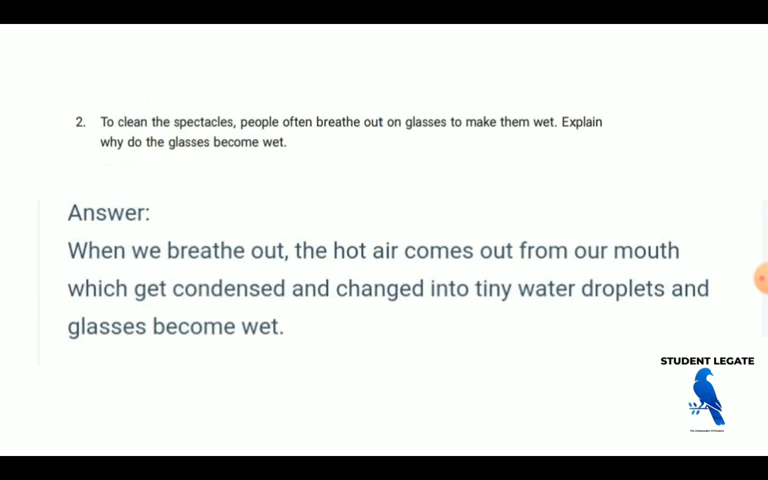 2. To clean the spectacles, people often breathe out on glasses to make them wet. Explain
why do the glasses become wet.
Answer:
When we breathe out, the hot air comes out from our mouth
which get condensed and changed into tiny water droplets and
glasses become wet.
STUDENT LEGATE